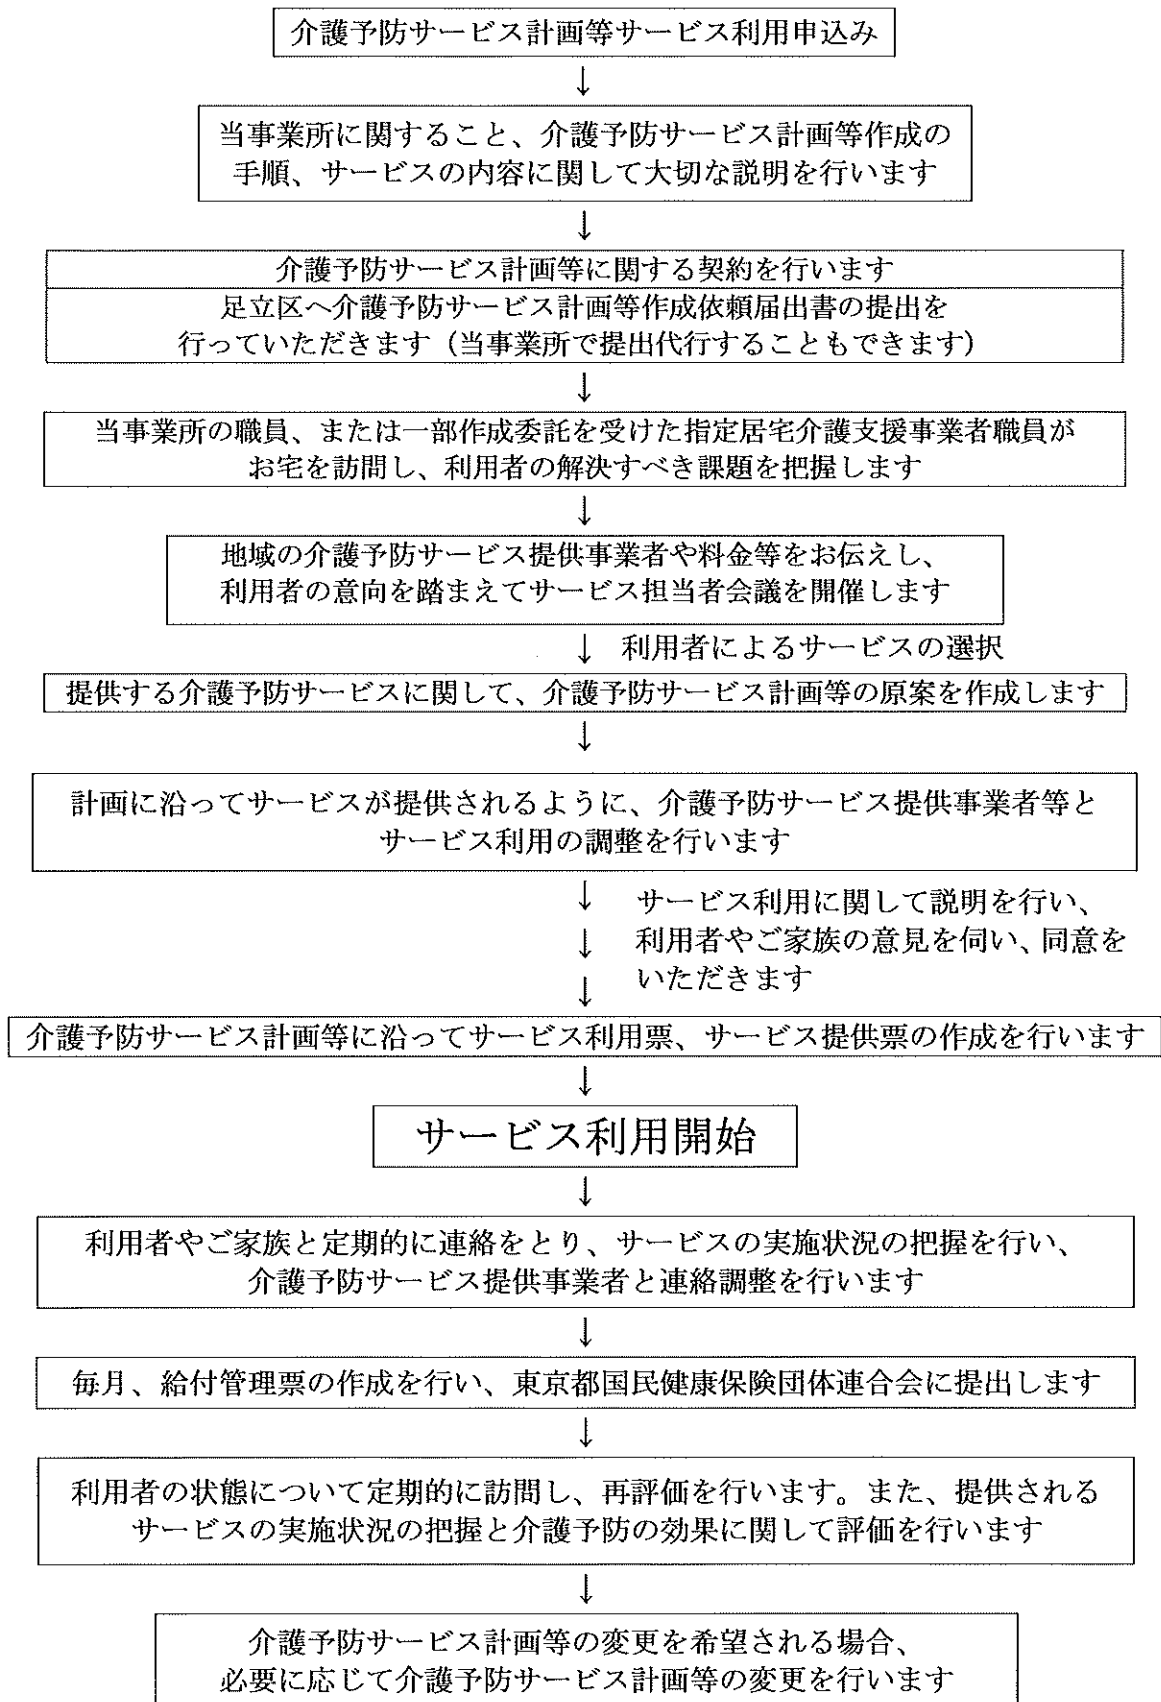 介護予防サービス計画等サービス利用申込み
↓
当事業所に関すること、介護予防サービス計画等作成の
手順、サービスの内容に関して大切な説明を行います
↓
介護予防サービス計画等に関する契約を行います
足立区へ介護予防サービス計画等作成依頼届出書の提出を
行っていただきます（当事業所で提出代行することもできます）
↓
当事業所の職員、または一部作成委託を受けた指定居宅介護支援事業者職員が
お宅を訪問し、利用者の解決すべき課題を把握します
↓
地域の介護予防サービス提供事業者や料金等をお伝えし、
利用者の意向を踏まえてサービス担当者会議を開催します
↓ 利用者によるサービスの選択
提供する介護予防サービスに関して、介護予防サービス計画等の原案を作成します
↓
計画に沿ってサービスが提供されるように、介護予防サービス提供事業者等と
サービス利用の調整を行います
↓ サービス利用に関して説明を行い、
↓ 利用者やご家族の意見を伺い、同意を
↓ いただきます
介護予防サービス計画等に沿ってサービス利用票、サービス提供票の作成を行います
↓
サービス利用開始
↓
利用者やご家族と定期的に連絡をとり、サービスの実施状況の把握を行い、
介護予防サービス提供事業者と連絡調整を行います
↓
毎月、給付管理票の作成を行い、東京都国民健康保険団体連合会に提出します
↓
利用者の状態について定期的に訪問し、再評価を行います。また、提供される
サービスの実施状況の把握と介護予防の効果に関して評価を行います
↓
介護予防サービス計画等の変更を希望される場合、
必要に応じて介護予防サービス計画等の変更を行います